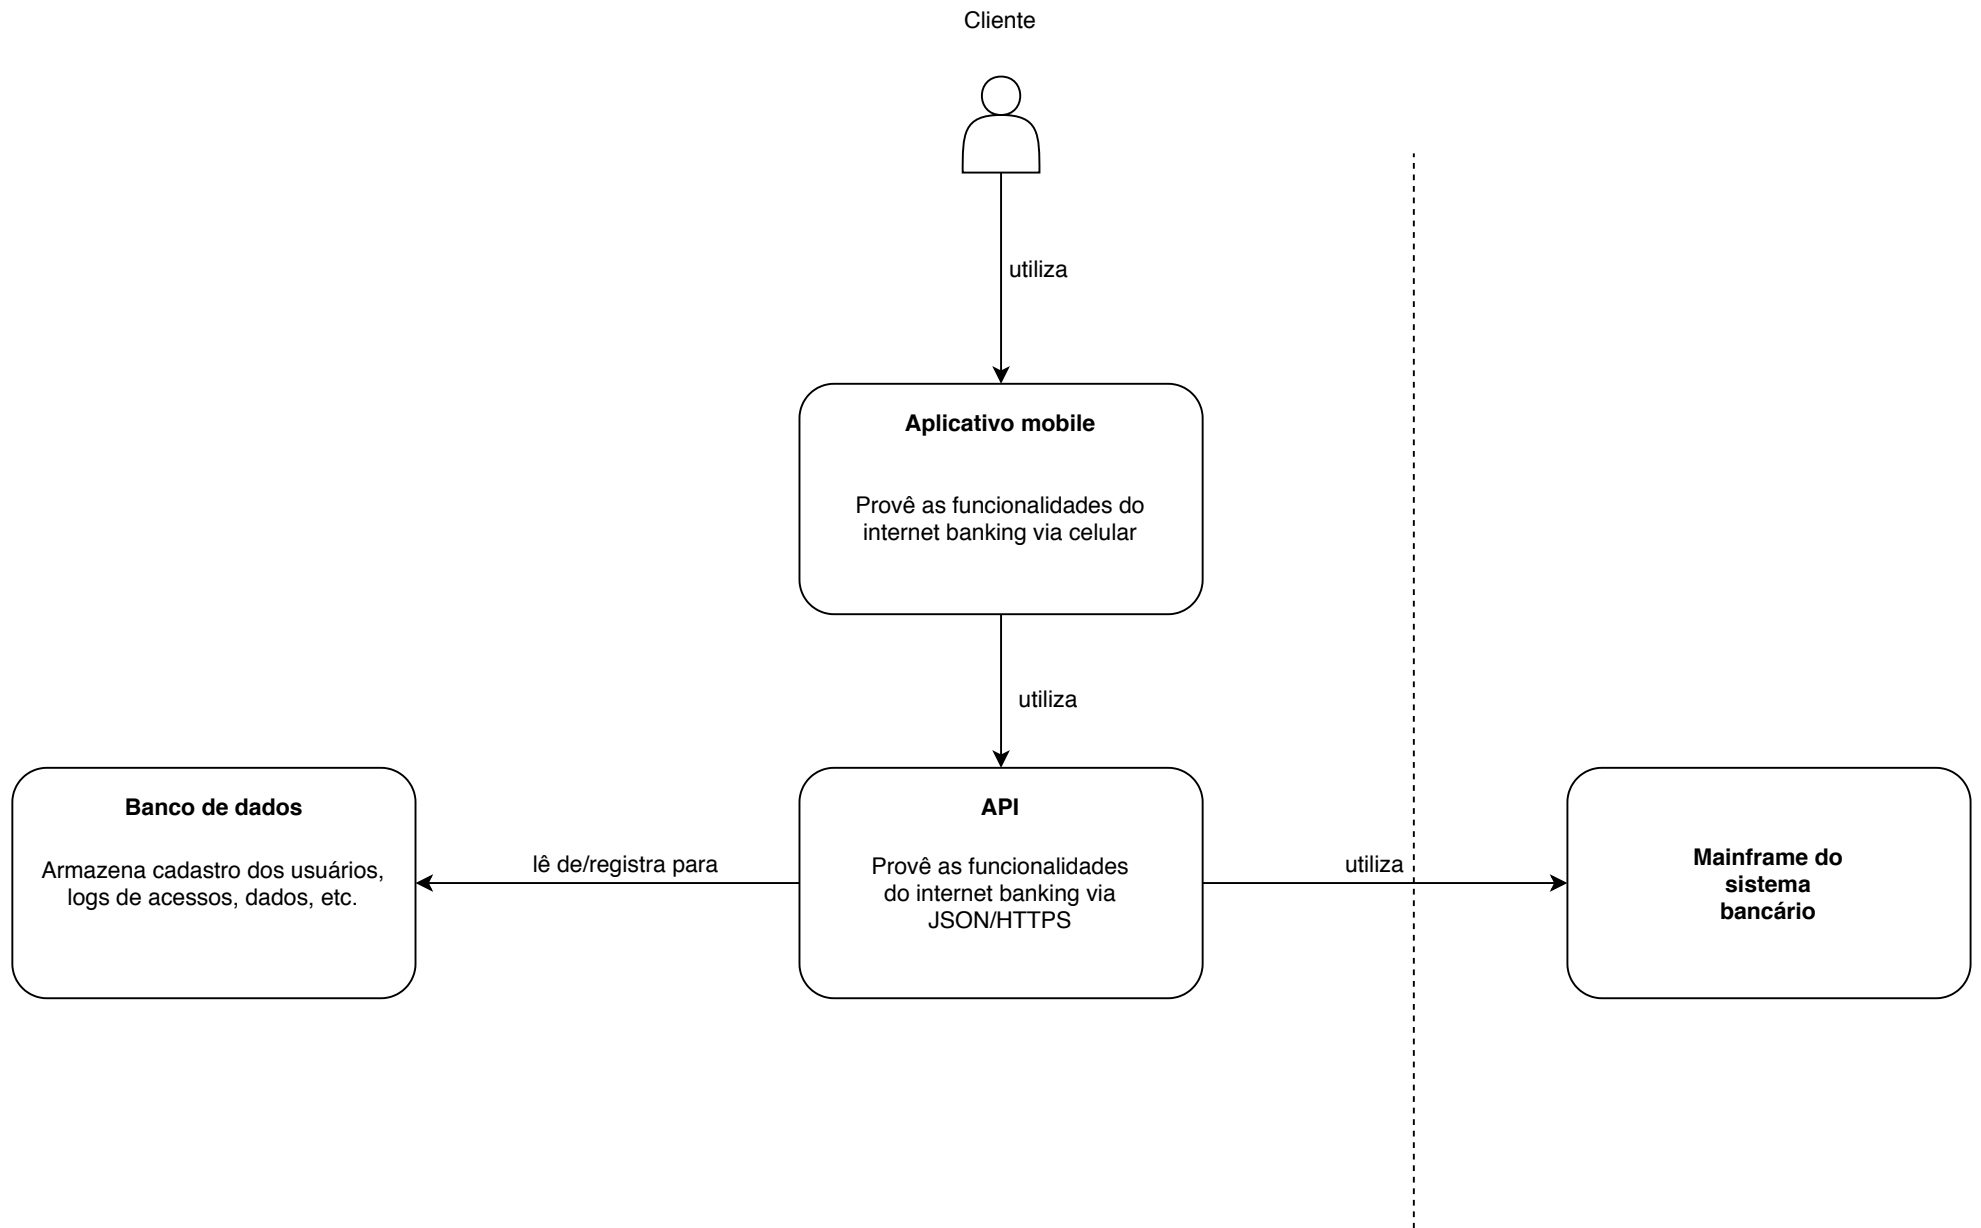 Cliente
utiliza
Aplicativo mobile
Provê as funcionalidades do
internet banking via celular
utiliza
Banco de dados
Armazena cadastro dos usuários,
logs de acessos, dados, etc.
lê de/registra para
API
Provê as funcionalidades
do internet banking via
JSON/HTTPS
utiliza
Mainframe do
sistema
bancário